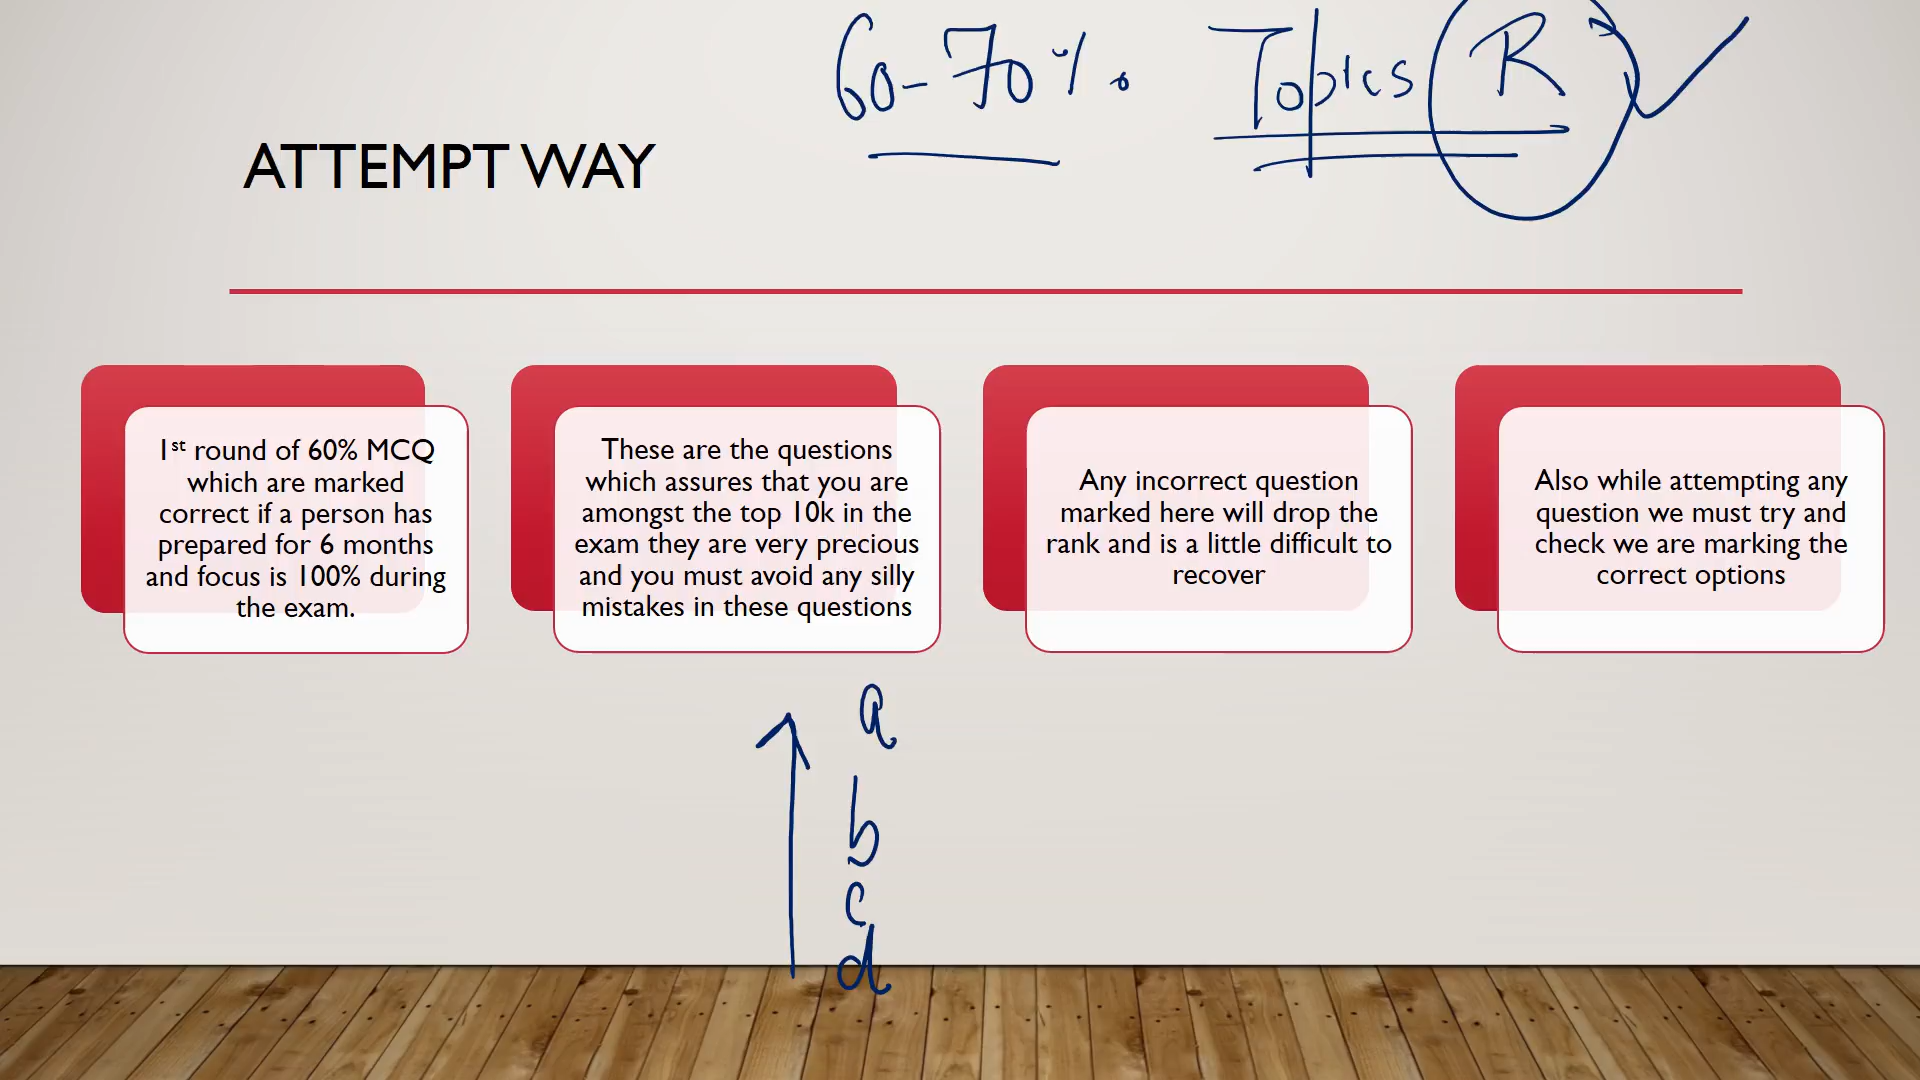 60-70% Topics R
ATTEMPT WAY
1st round of 60% MCQ
which are marked
correct if a person has
prepared for 6 months
and focus is 100% during
the exam.
These are the questions
which assures that you are
amongst the top 10k in the
exam they are very precious
and you must avoid any silly
mistakes in these questions
Any incorrect question
marked here will drop the
rank and is a little difficult to
recover
Also while attempting any
question we must try and
check we are marking the
correct options
a
b
c
d